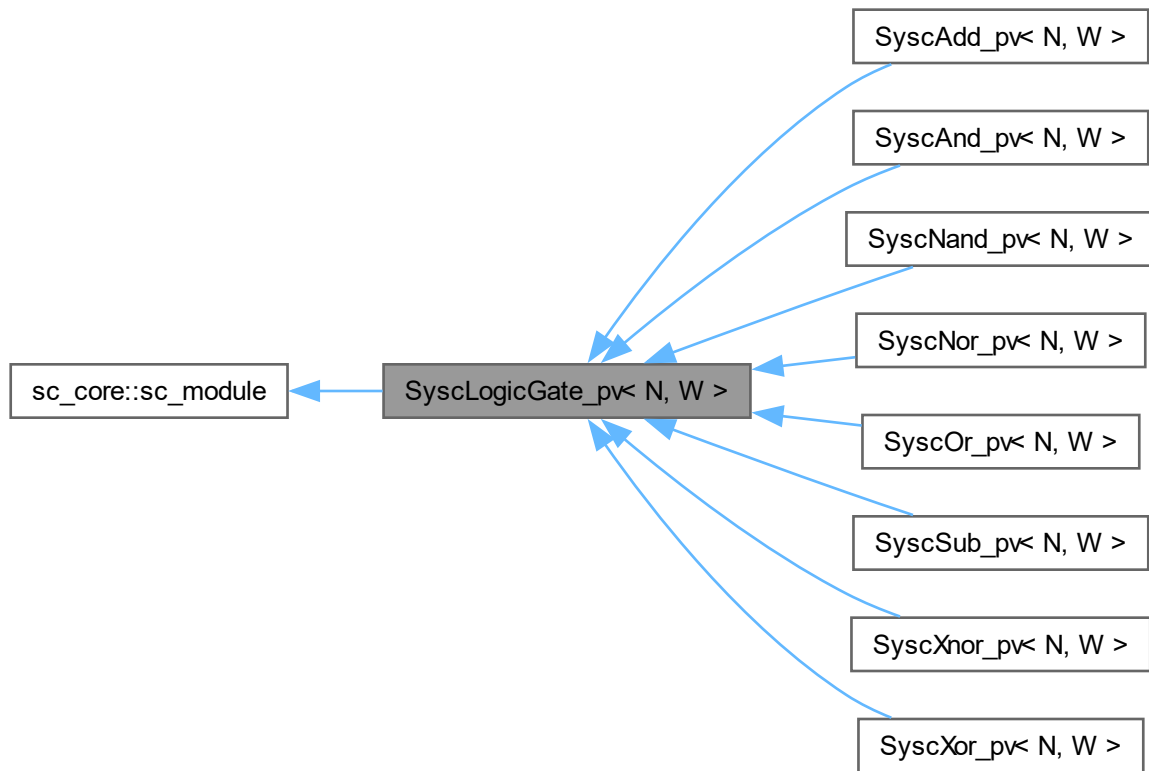 SyscAdd_pv< N, W >
SyscAnd_pv< N, W >
SyscNand_pv< N, W >
SyscNor_pv< N, W >
sc_core::sc_module
SyscLogicGate_pv< N, W >
SyscOr_pv< N, W >
SyscSub_pv< N, W >
SyscXnor_pv< N, W >
SyscXor_pv< N, W >